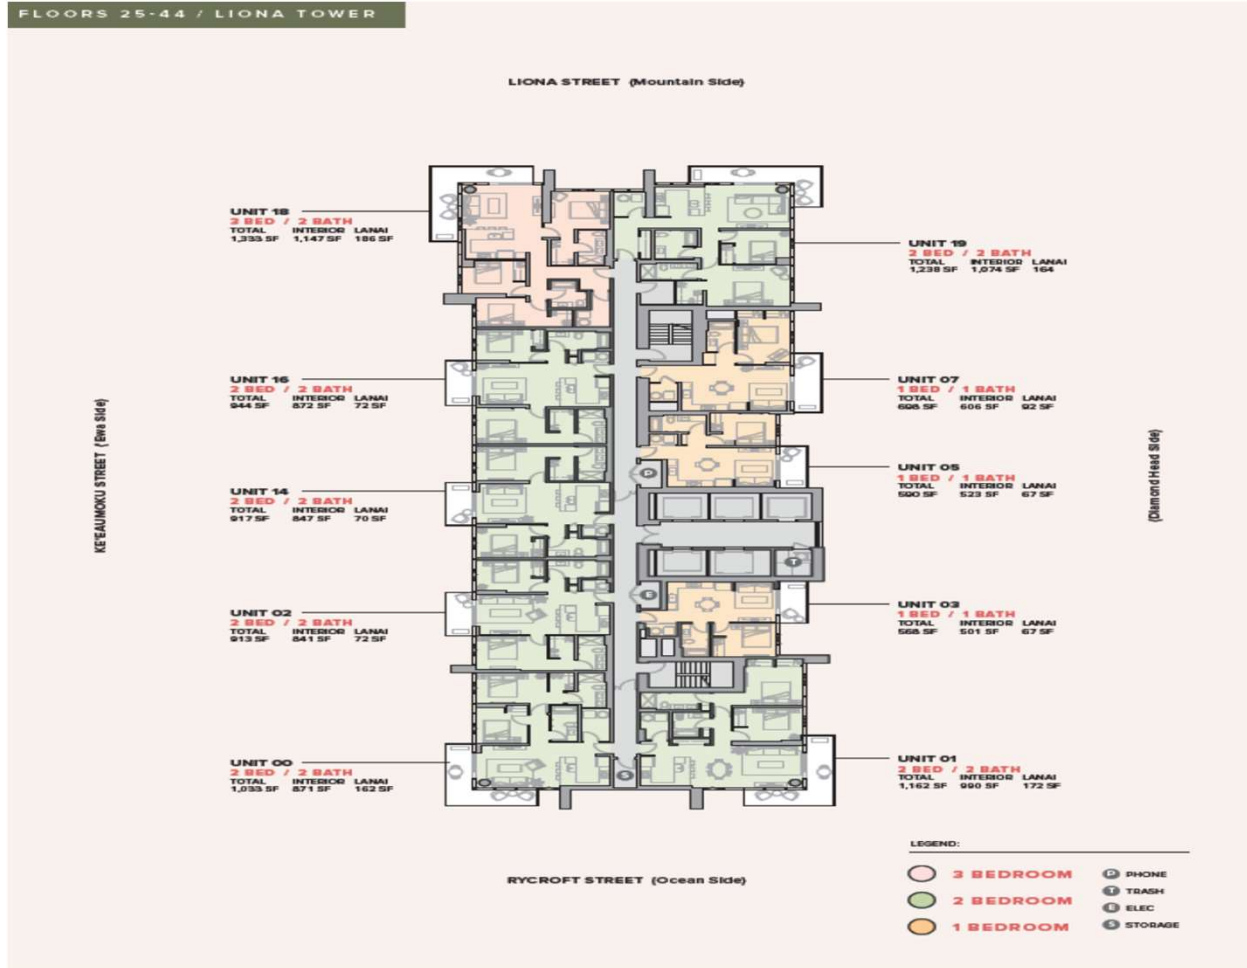 FLOORS 25-44 / LIONA TOWER
LIONA STREET (Mountain Side)
UNIT 18
3 BED / 2 BATH
TOTAL INTERIOR LANAI
1,333 SF 1,147 SF 186 SF
UNIT 19
2 BED / 2 BATH
TOTAL INTERIOR LANAI
1,238 SF 1,074 SF 164
UNIT 16
2 BED / 2 BATH
TOTAL INTERIOR LANAI
944 SF 872 SF 72 SF
UNIT 07
1 BED / 1 BATH
TOTAL INTERIOR LANAI
698 SF 606 SF 92 SF
KE'EAUMOKU STREET (Ewa Side)
(Diamond Head Side)
UNIT 05
1 BED / 1 BATH
TOTAL INTERIOR LANAI
590 SF 523 SF 67 SF
UNIT 14
2 BED / 2 BATH
TOTAL INTERIOR LANAI
917 SF 847 SF 70 SF
P
T
UNIT 03
1 BED / 1 BATH
TOTAL INTERIOR LANAI
568 SF 501 SF 67 SF
UNIT 02
2 BED / 2 BATH
TOTAL INTERIOR LANAI
913 SF 841 SF 72 SF
UNIT 00
2 BED / 2 BATH
TOTAL INTERIOR LANAI
1,033 SF 871 SF 162 SF
UNIT 01
2 BED / 2 BATH
TOTAL INTERIOR LANAI
1,162 SF 990 SF 172 SF
S
RYCROFT STREET (Ocean Side)
LEGEND:
3 BEDROOM
P PHONE
2 BEDROOM
T TRASH
E ELEC
1 BEDROOM
S STORAGE